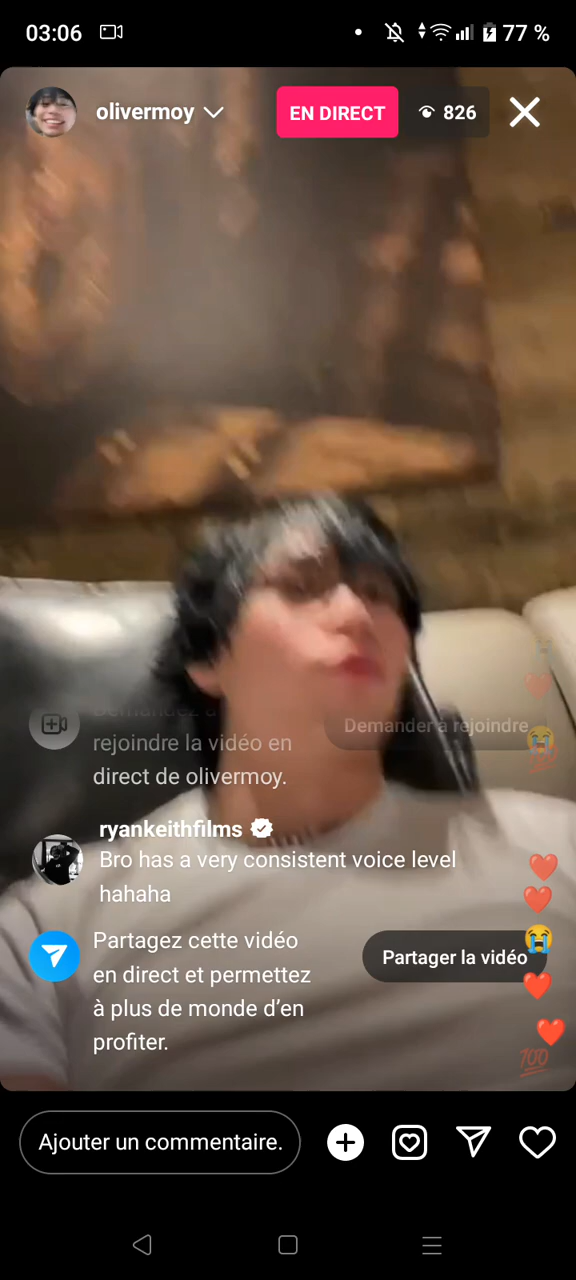 03:06
77 %
olivermoy
EN DIRECT
826
Demandez à
rejoindre la vidéo en
direct de olivermoy.
Demander à rejoindre
ryankeithfilms
Bro has a very consistent voice level
hahaha
Partagez cette vidéo
en direct et permettez
à plus de monde d’en
profiter.
Partager la vidéo
100
Ajouter un commentaire.